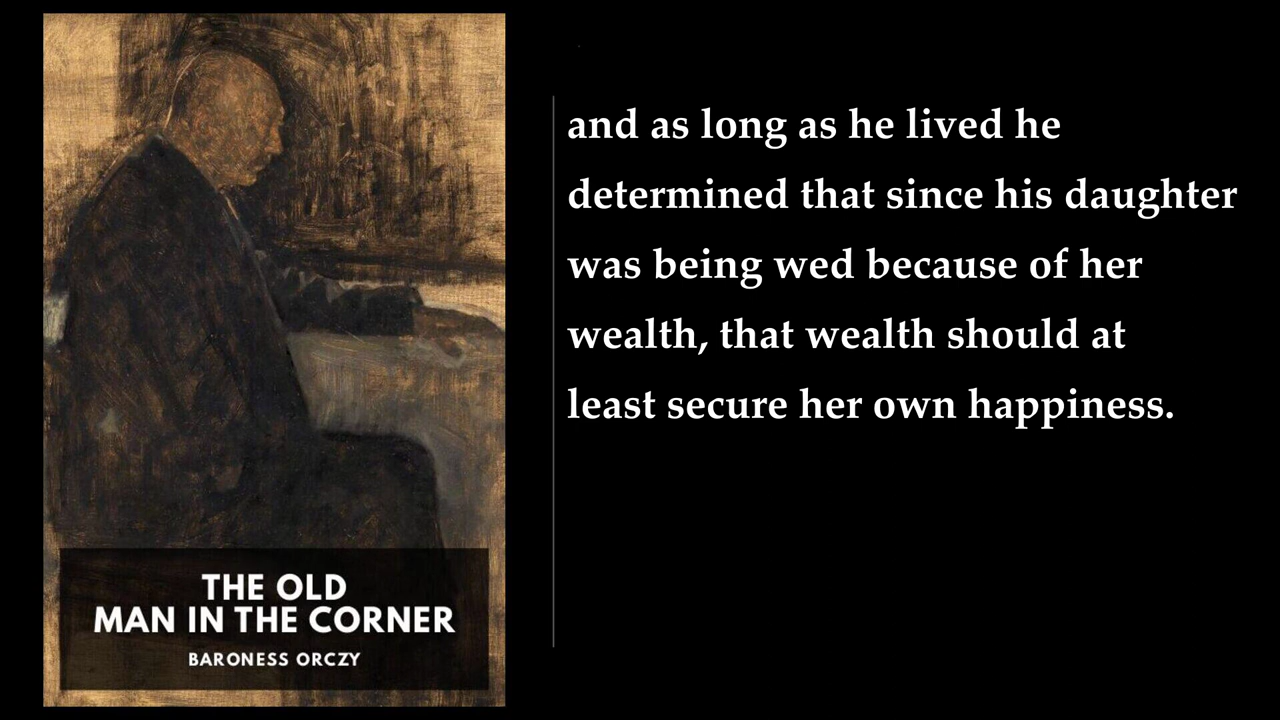 THE OLD
MAN IN THE CORNER
BARONESS ORCZY
and as long as he lived he
determined that since his daughter
was being wed because of her
wealth, that wealth should at
least secure her own happiness.